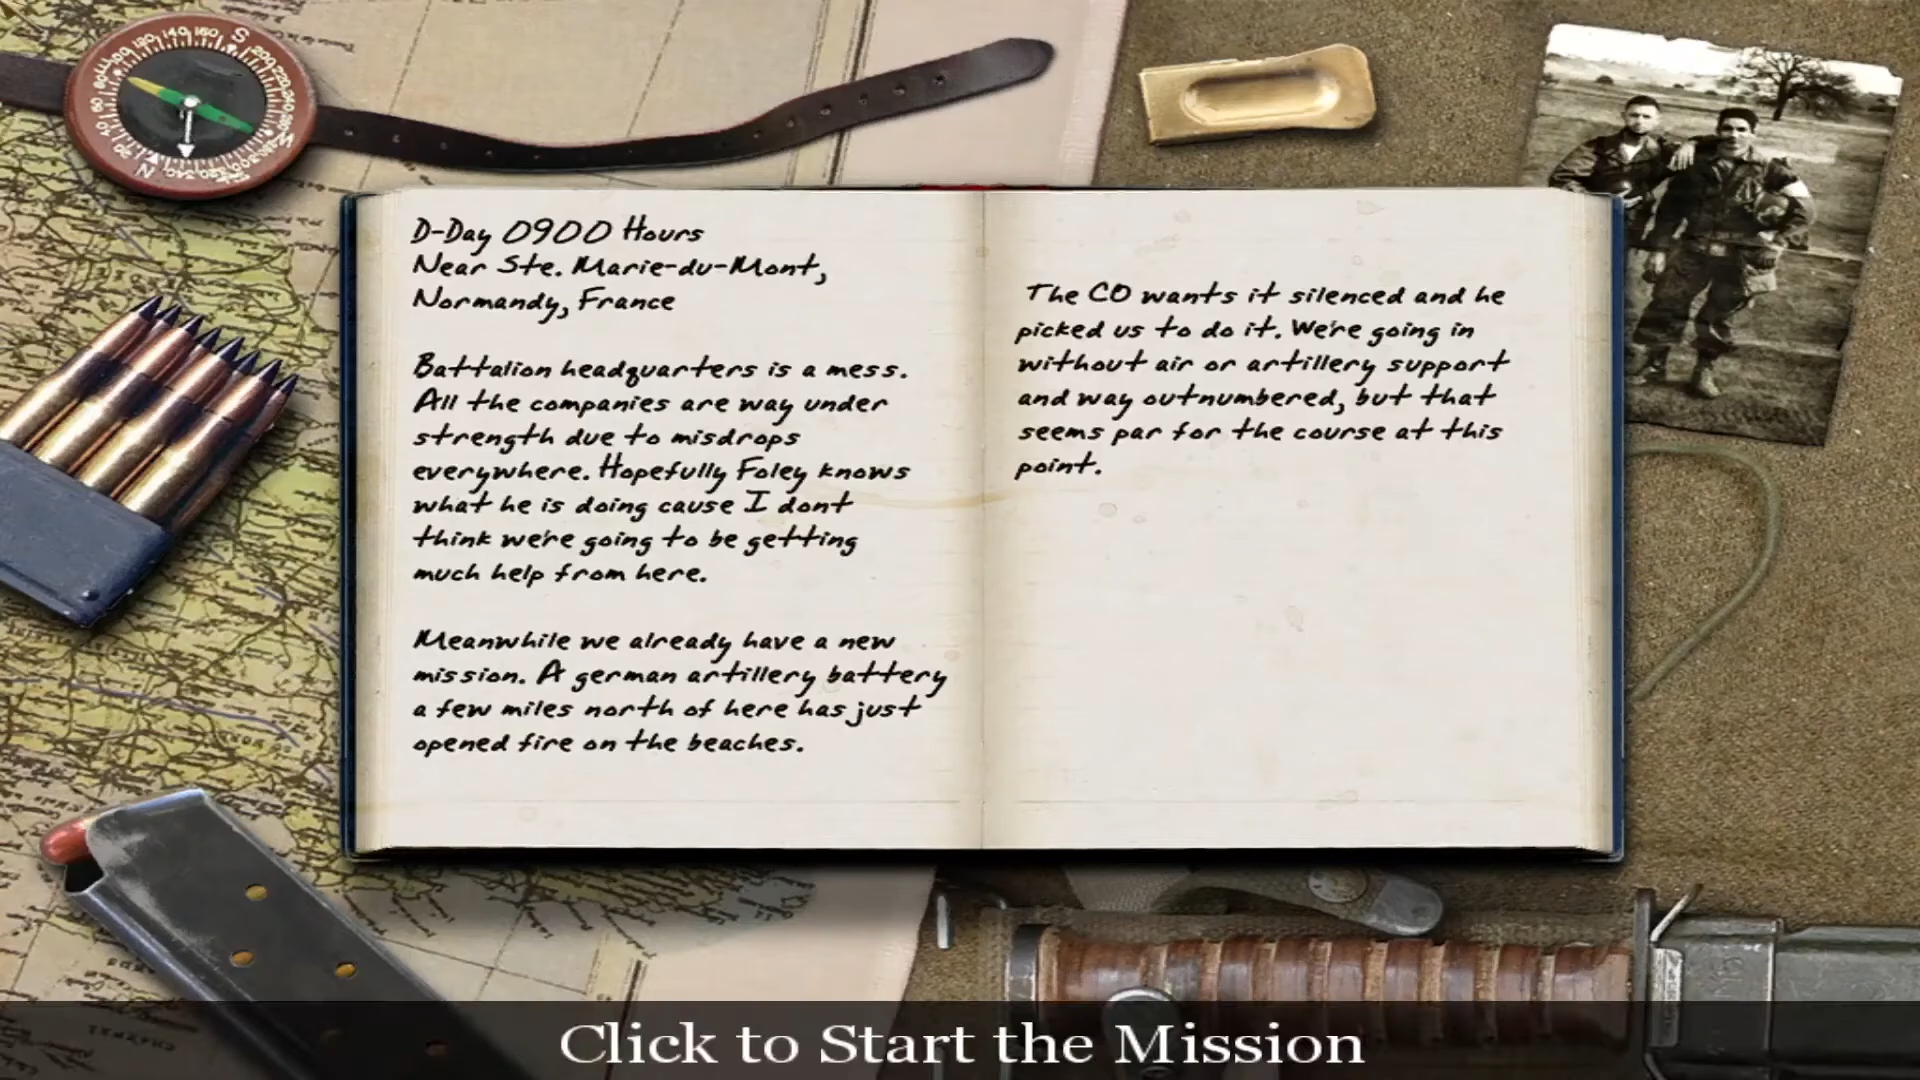 D-Day 0900 Hours
Near Ste. Marie-du-Mont,
Normandy, France
Battalion headquarters is a mess.
All the companies are way under
strength due to misdrops
everywhere. Hopefully Foley knows
what he is doing cause I dont
think we're going to be getting
much help from here.
Meanwhile we already have a new
mission. A german artillery battery
a few miles north of here has just
opened fire on the beaches.
The CO wants it silenced and he
picked us to do it. We're going in
without air or artillery support
and way outnumbered, but that
seems par for the course at this
point.
Click to Start the Mission